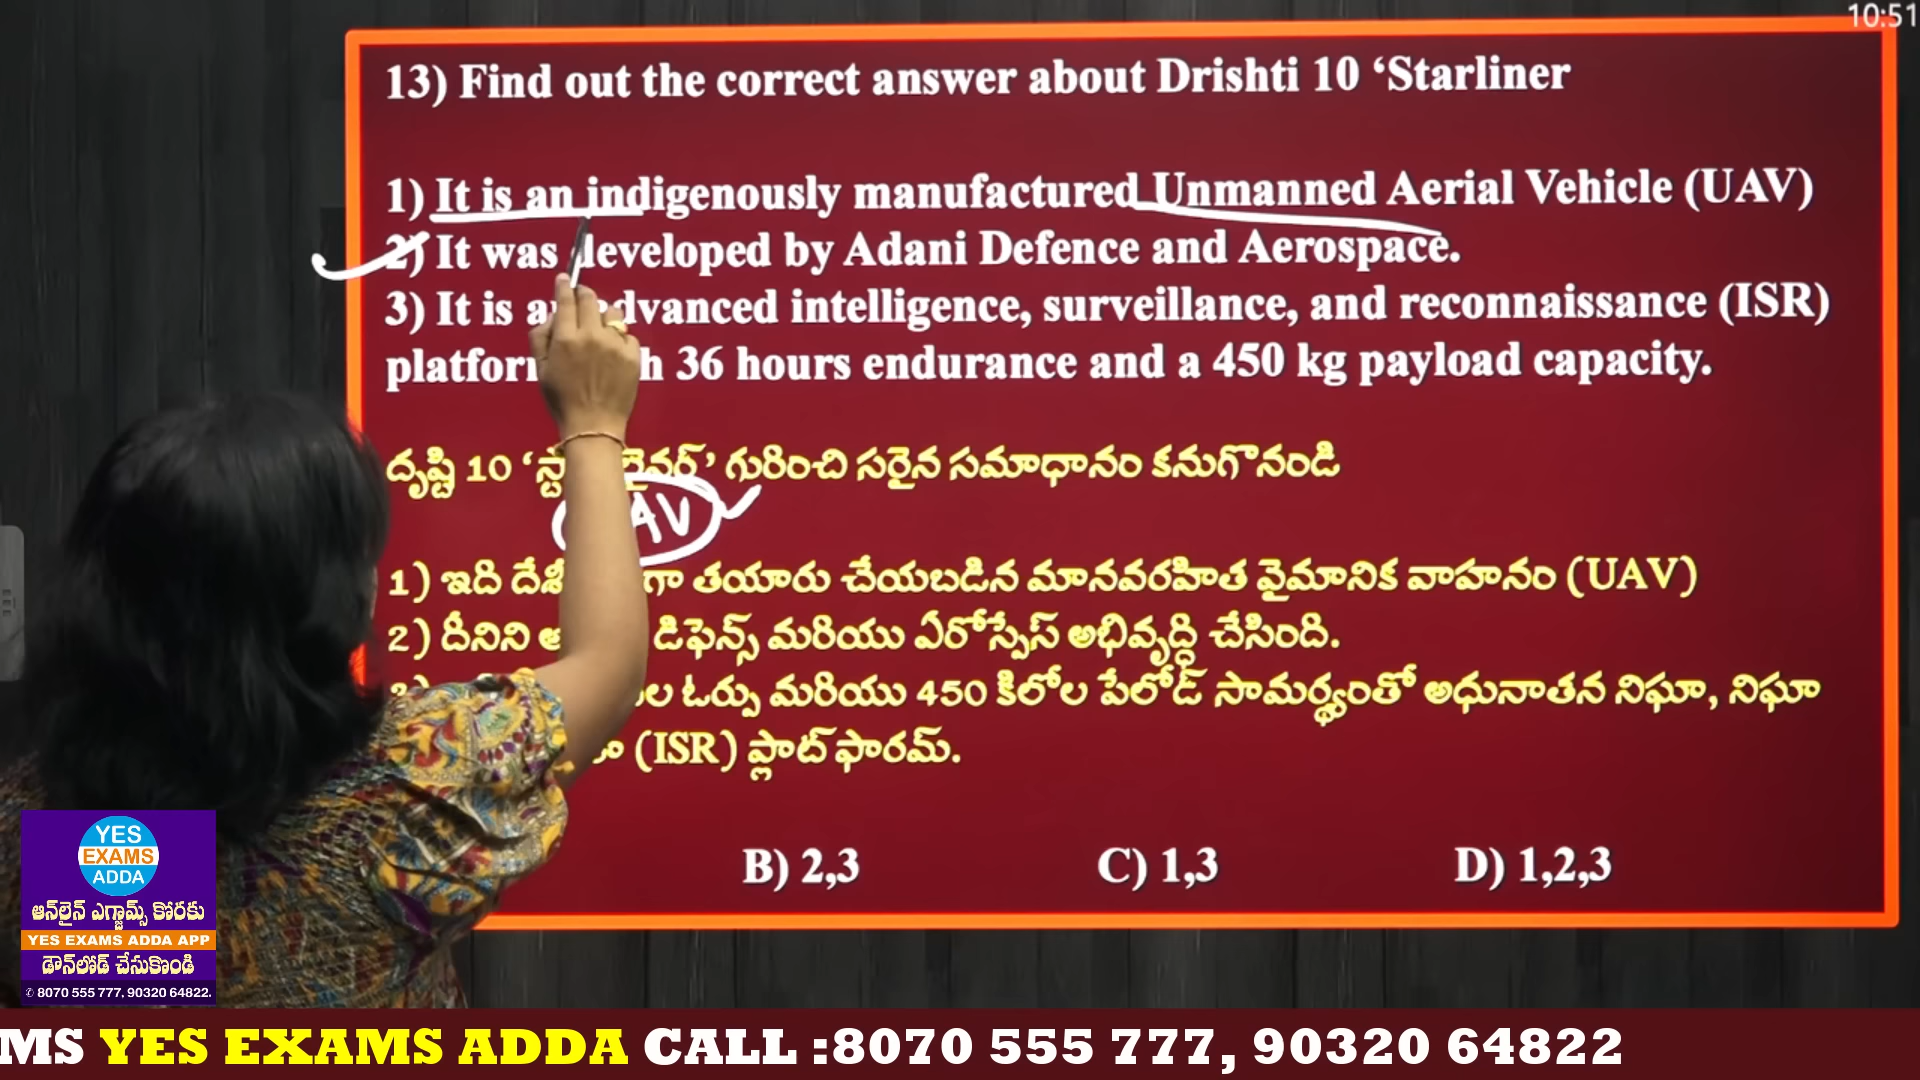 10:51
13) Find out the correct answer about Drishti 10 ‘Starliner
1) It is an indigenously manufactured Unmanned Aerial Vehicle (UAV)
2) It was developed by Adani Defence and Aerospace.
3) It is advanced intelligence, surveillance, and reconnaissance (ISR)
36 hours endurance and a 450 kg payload capacity.
దృష్టి 10 ‘ ’ గురించి సరైన సమాధానం కనుగొనండి
AV
1) ఇది తయారు చేయబడిన మానవరహిత వైమానిక వాహనం (UAV)
2) దీనిని డిఫెన్స్ మరియు ఏరోస్పేస్ అభివృద్ధి చేసింది.
ఓర్పు మరియు 450 కిలోల పేలోడ్ సామర్థ్యంతో అధునాతన నిఘా, నిఘా
(ISR) ప్లాట్‌ఫారమ్.
B) 2,3 C) 1,3 D) 1,2,3
YES
EXAMS
ADDA
ఆన్‌లైన్ ఎగ్జామ్స్ కొరకు
YES EXAMS ADDA APP
డౌన్‌లోడ్ చేసుకొండి
✆ 8070 555 777, 90320 64822.
MS YES EXAMS ADDA CALL :8070 555 777, 90320 64822